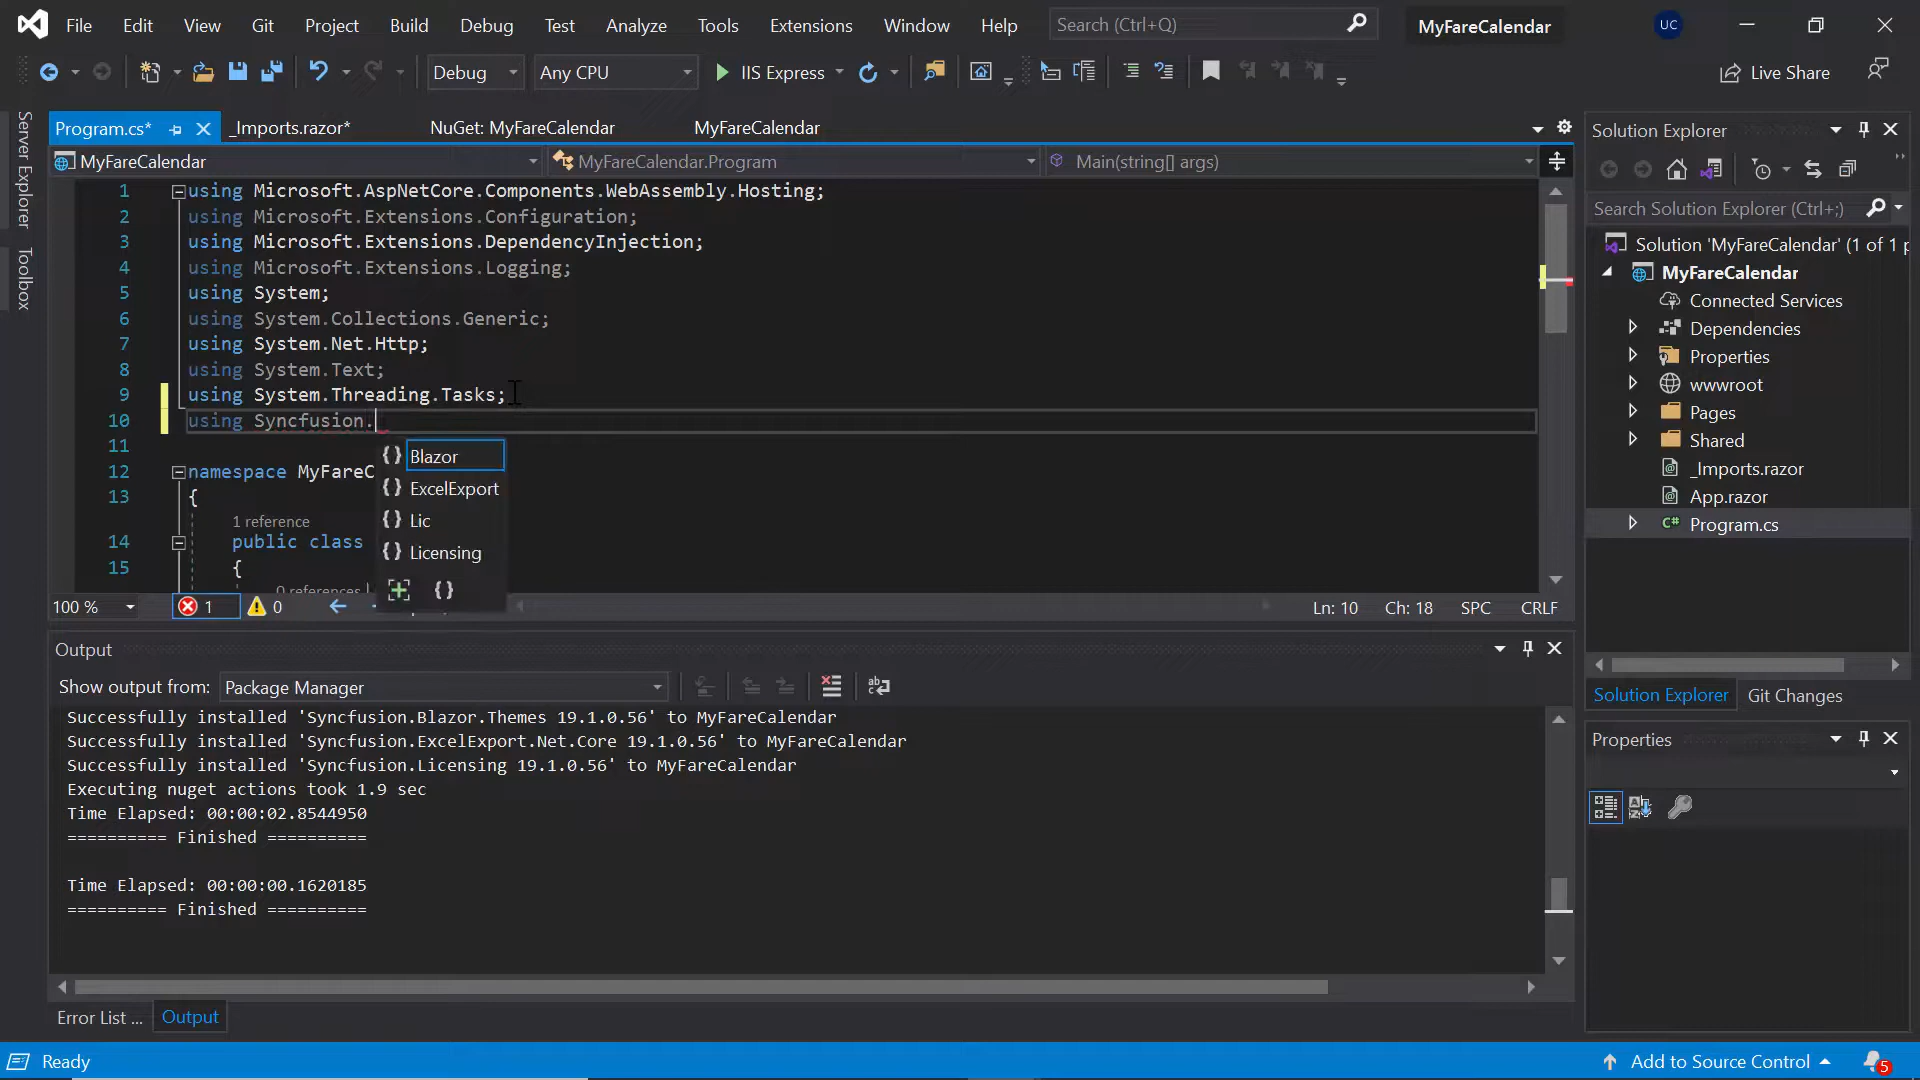 File Edit View Git Project Build Debug Test Analyze Tools Extensions Window Help Search (Ctrl+Q) MyFareCalendar UC
Debug Any CPU IIS Express Live Share
Server Explorer
Toolbox
Program.cs* _Imports.razor* NuGet: MyFareCalendar MyFareCalendar
MyFareCalendar MyFareCalendar.Program Main(string[] args)
1 using Microsoft.AspNetCore.Components.WebAssembly.Hosting;
2 using Microsoft.Extensions.Configuration;
3 using Microsoft.Extensions.DependencyInjection;
4 using Microsoft.Extensions.Logging;
5 using System;
6 using System.Collections.Generic;
7 using System.Net.Http;
8 using System.Text;
9 using System.Threading.Tasks;
10 using Syncfusion.
11
12 namespace MyFareC
13 {
1 reference
14 public class
15 {
0 references
{} Blazor
{} ExcelExport
{} Lic
{} Licensing
{}
100 % 1 0 Ln: 10 Ch: 18 SPC CRLF
Output
Show output from: Package Manager
Successfully installed 'Syncfusion.Blazor.Themes 19.1.0.56' to MyFareCalendar
Successfully installed 'Syncfusion.ExcelExport.Net.Core 19.1.0.56' to MyFareCalendar
Successfully installed 'Syncfusion.Licensing 19.1.0.56' to MyFareCalendar
Executing nuget actions took 1.9 sec
Time Elapsed: 00:00:02.8544950
========== Finished ==========
Time Elapsed: 00:00:00.1620185
========== Finished ==========
Error List ... Output
Solution Explorer
Search Solution Explorer (Ctrl+;)
Solution 'MyFareCalendar' (1 of 1 p
MyFareCalendar
Connected Services
Dependencies
Properties
wwwroot
Pages
Shared
_Imports.razor
App.razor
C# Program.cs
Solution Explorer Git Changes
Properties
Ready Add to Source Control 5